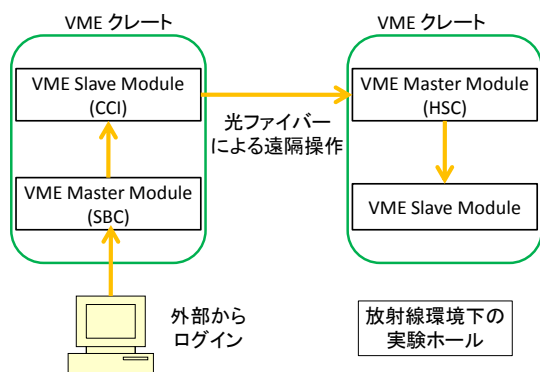 VME クレート
VME Slave Module
(CCI)
VME Master Module
(SBC)
外部から
ログイン
光ファイバー
による遠隔操作
VME クレート
VME Master Module
(HSC)
VME Slave Module
放射線環境下の
実験ホール